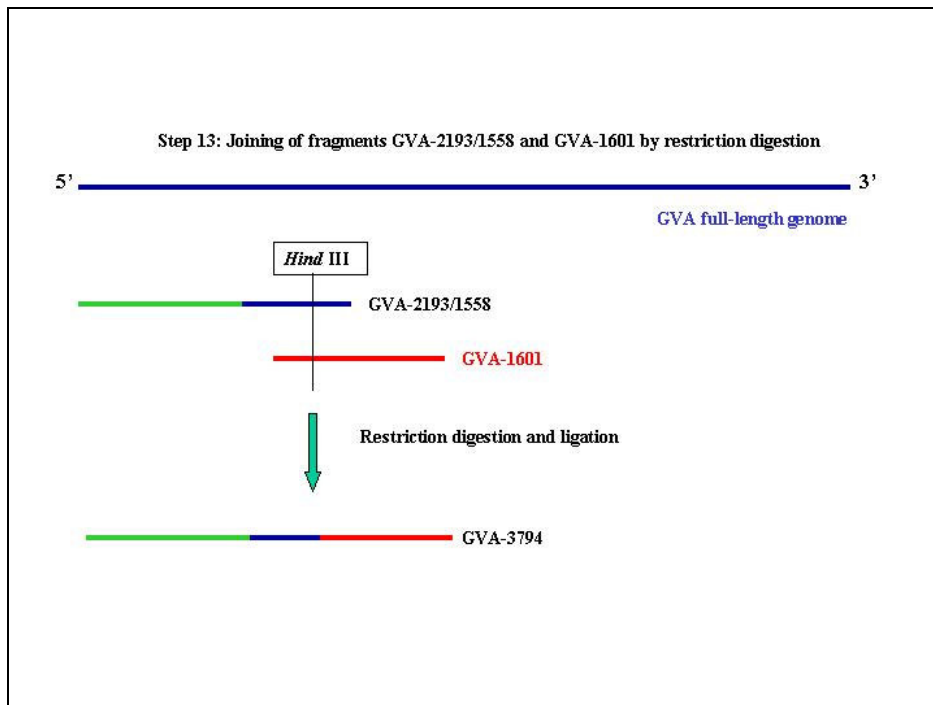 Step 13: Joining of fragments GVA-2193/1558 and GVA-1601 by restriction digestion
5’ 3’
GVA full-length genome
Hind III
GVA-2193/1558
GVA-1601
Restriction digestion and ligation
GVA-3794